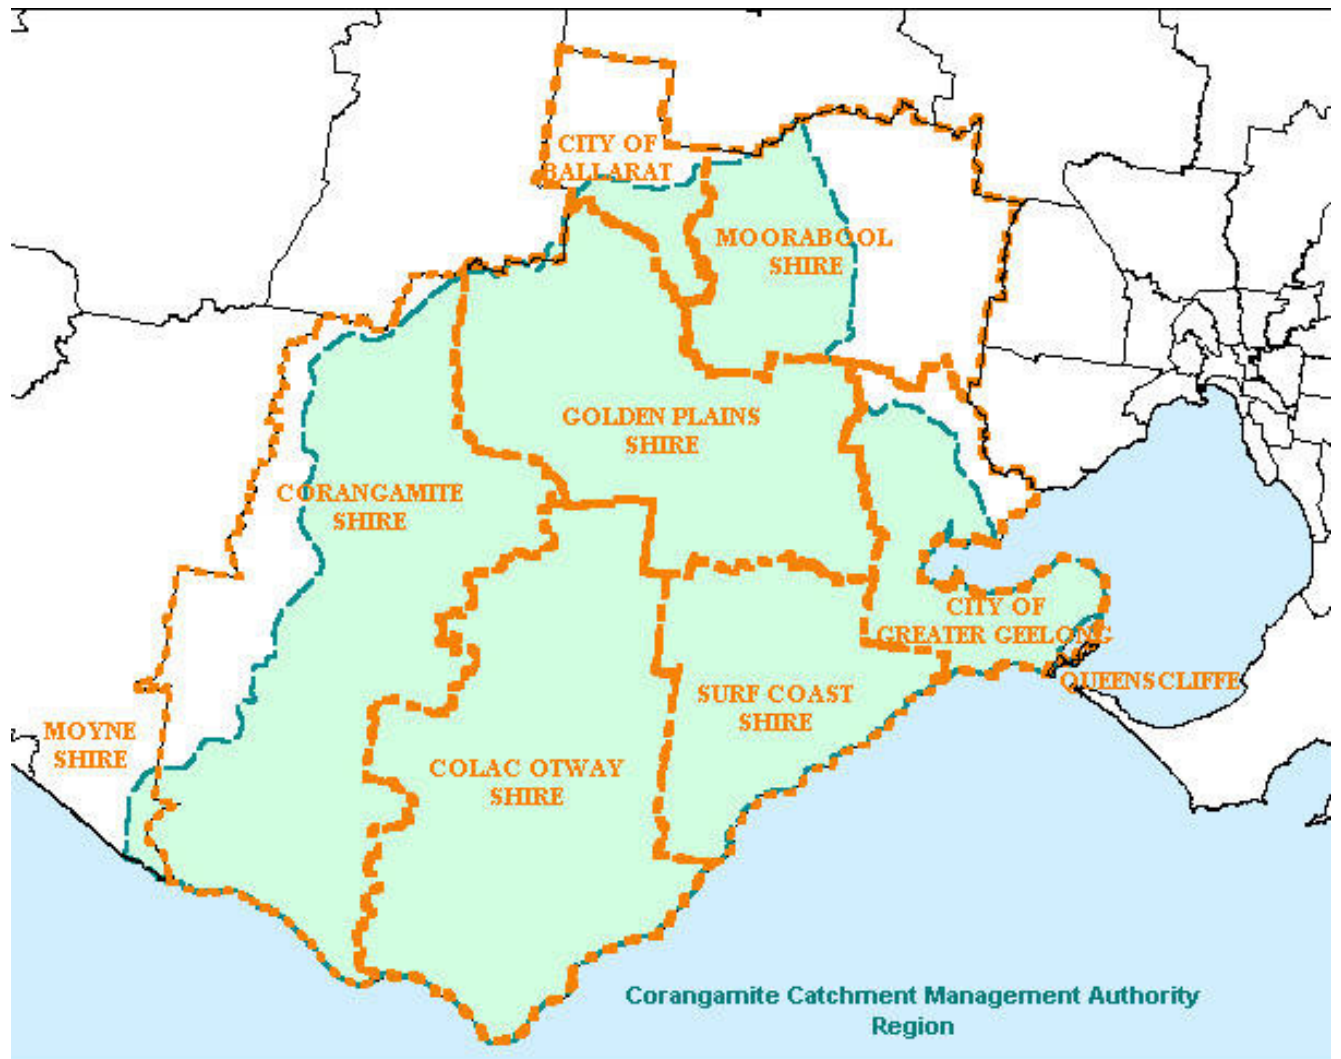 CITY OF
BALLARAT
MOORABOOL
SHIRE
GOLDEN PLAINS
SHIRE
CORANGAMITE
SHIRE
CITY OF
GREATER GEELONG
QUEENSCLIFFE
SURF COAST
SHIRE
MOYNE
SHIRE
COLAC OTWAY
SHIRE
Corangamite Catchment Management Authority
Region